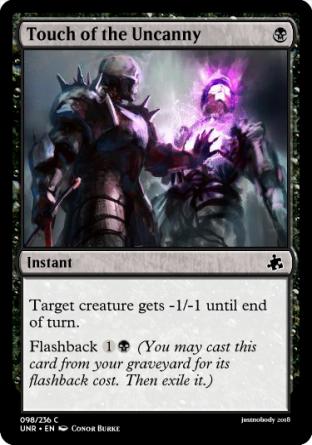 Touch of the Uncanny
Instant
Target creature gets -1/-1 until end
of turn.
Flashback 1 (You may cast this
card from your graveyard for its
flashback cost. Then exile it.)
098/236 C
UNR • EN Conor Burke
justnobody 2018